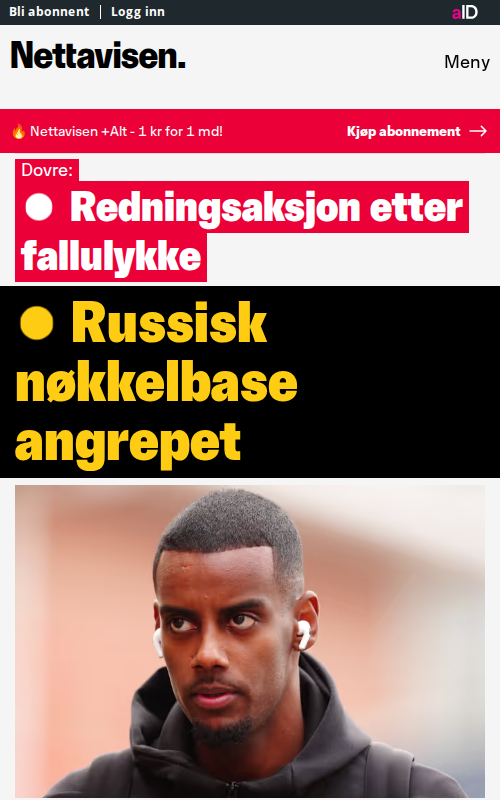 Bli abonnent | Logg inn
aID
Nettavisen.
Meny
🔥 Nettavisen +Alt - 1 kr for 1 md!
Kjøp abonnement →
Dovre:
Redningsaksjon etter
fallulykke
Russisk
nøkkelbase
angrepet